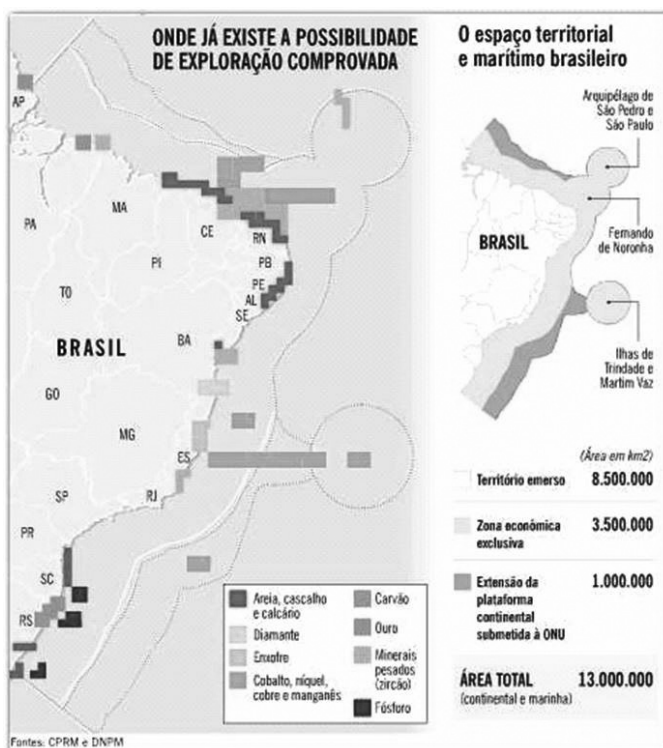 ONDE JÁ EXISTE A POSSIBILIDADE
DE EXPLORAÇÃO COMPROVADA
AP
PA
MA
CE
RN
PI
PB
PE
AL
SE
TO
BA
BRASIL
GO
MG
ES
SP
RJ
PR
SC
RS
Areia, cascalho
e calcário
Diamante
Enxofre
Cobalto, níquel,
cobre e manganês
Carvão
Ouro
Minerais
pesados
(zircão)
Fósforo
Fontes: CPRM e DNPM
O espaço territorial
e marítimo brasileiro
Arquipélago de
São Pedro e
São Paulo
BRASIL
Fernando
de Noronha
Ilhas de
Trindade e
Martim Vaz
(Área em km2)
Território emerso 8.500.000
Zona econômica 3.500.000
exclusiva
Extensão da 1.000.000
plataforma
continental
submetida à ONU
ÁREA TOTAL 13.000.000
(continental e marinha)